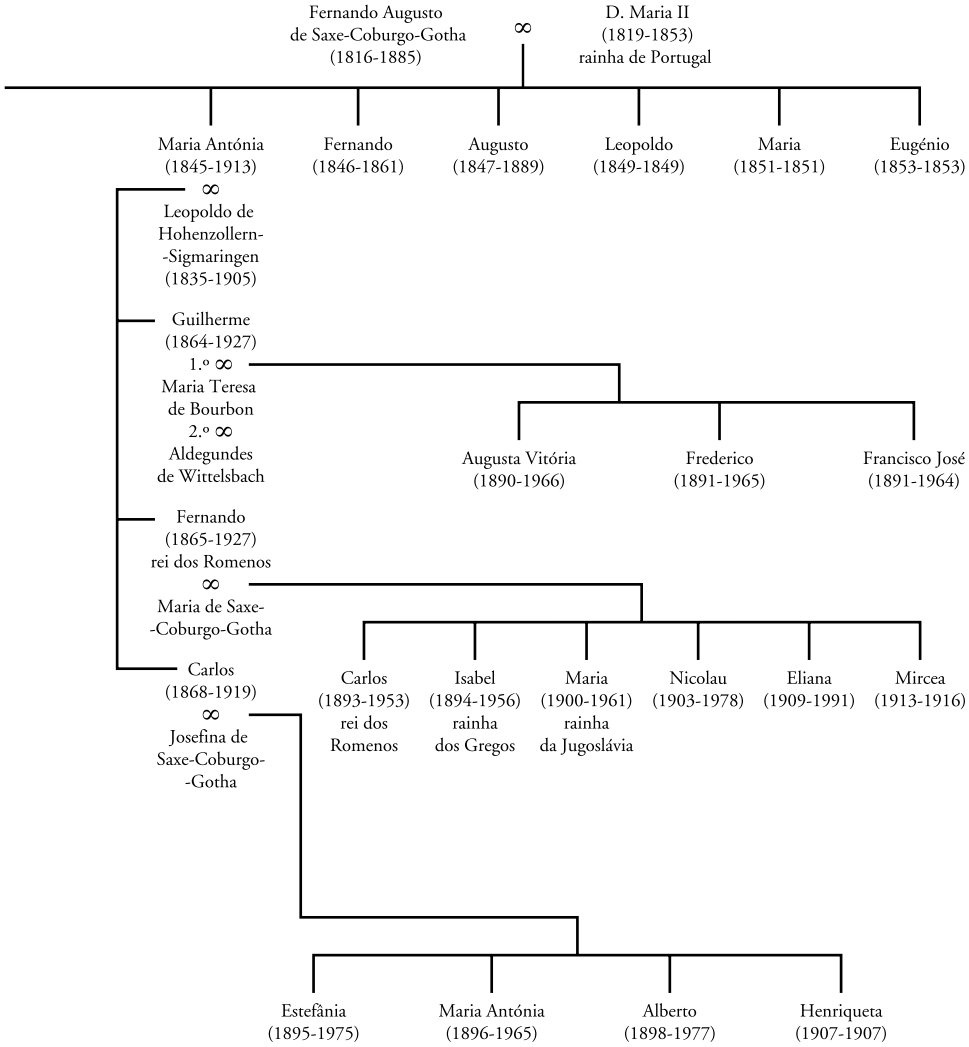 Fernando Augusto
de Saxe-Coburgo-Gotha
(1816-1885)
∞
D. Maria II
(1819-1853)
rainha de Portugal
Maria Antónia
(1845-1913)
Fernando
(1846-1861)
Augusto
(1847-1889)
Leopoldo
(1849-1849)
Maria
(1851-1851)
Eugénio
(1853-1853)
∞
Leopoldo de
Hohenzollern-
-Sigmaringen
(1835-1905)
Guilherme
(1864-1927)
1.º ∞
Maria Teresa
de Bourbon
2.º ∞
Aldegundes
de Wittelsbach
Augusta Vitória
(1890-1966)
Frederico
(1891-1965)
Francisco José
(1891-1964)
Fernando
(1865-1927)
rei dos Romenos
∞
Maria de Saxe-
-Coburgo-Gotha
Carlos
(1893-1953)
rei dos
Romenos
Isabel
(1894-1956)
rainha
dos Gregos
Maria
(1900-1961)
rainha
da Jugoslávia
Nicolau
(1903-1978)
Eliana
(1909-1991)
Mircea
(1913-1916)
Carlos
(1868-1919)
∞
Josefina de
Saxe-Coburgo-
-Gotha
Estefânia
(1895-1975)
Maria Antónia
(1896-1965)
Alberto
(1898-1977)
Henriqueta
(1907-1907)